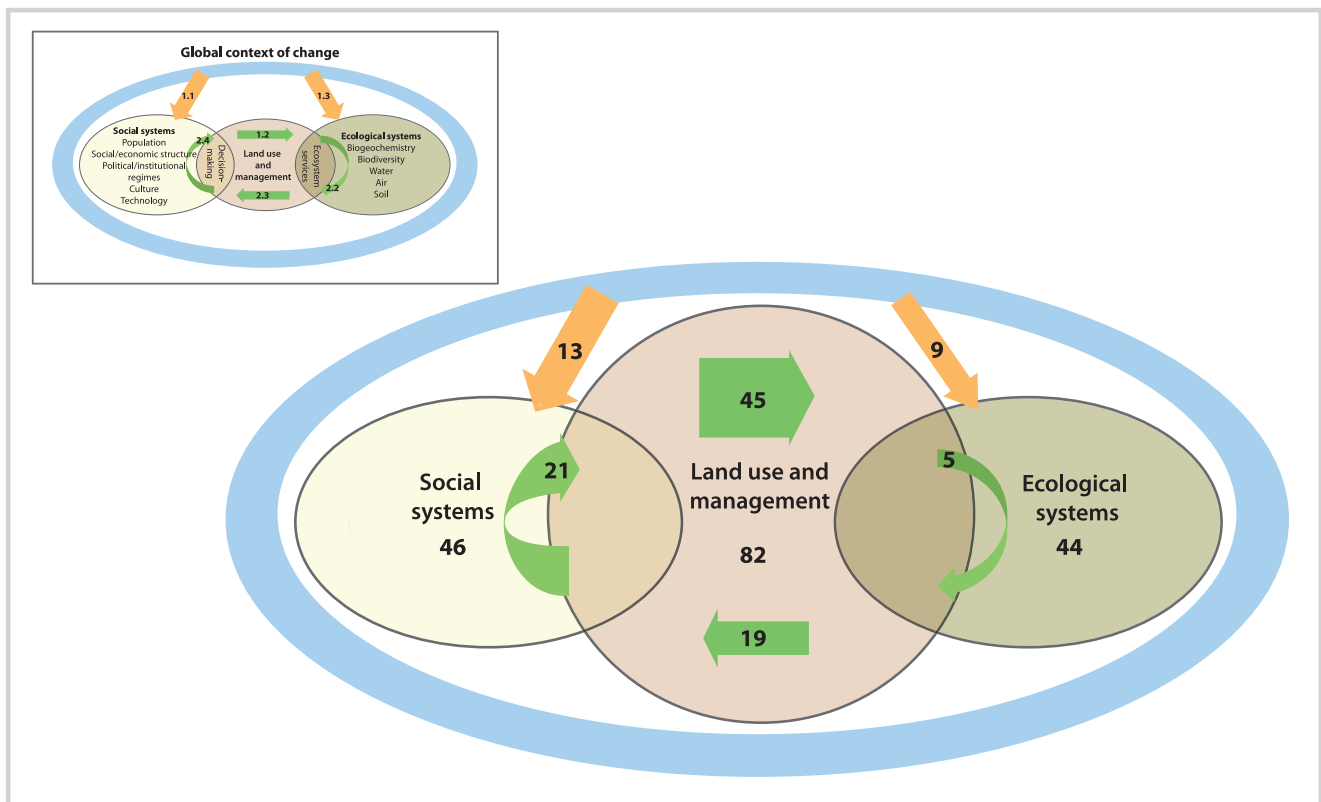 Global context of change
1.1
1.3
Social systems
Population
Social/economic structure
Political/institutional
regimes
Culture
Technology
2.4
Decision-
making
1.2
Land use
and
management
2.3
Ecosystem
services
2.2
Ecological systems
Biogeochemistry
Biodiversity
Water
Air
Soil
13
9
45
21
5
Social
systems
46
Land use and
management
82
Ecological
systems
44
19